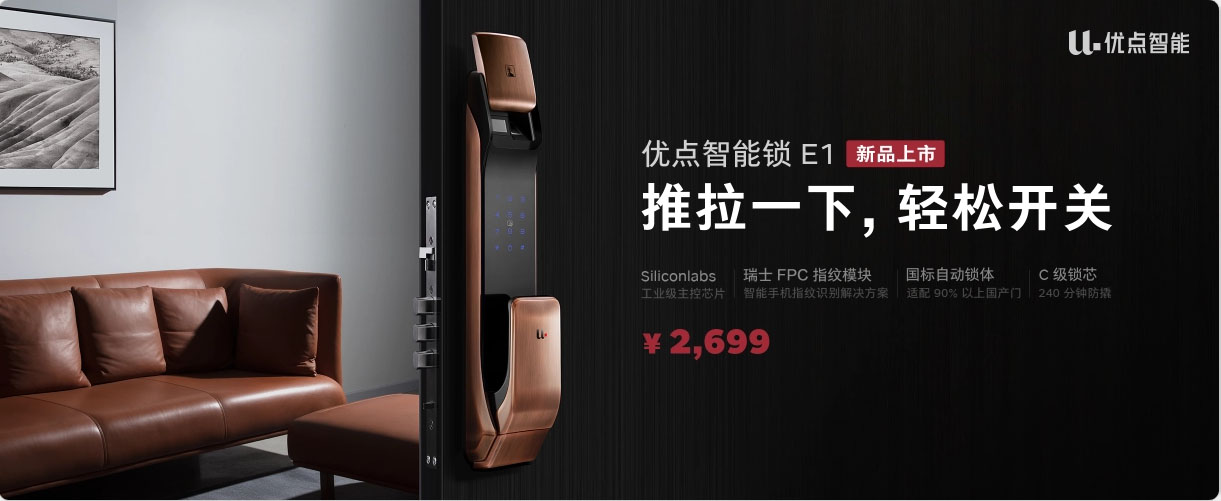 优点智能
优点智能锁 E1 新品上市
推拉一下，轻松开关
Siliconlabs
工业级主控芯片
瑞士 FPC 指纹模块
智能手机指纹识别解决方案
国标自动锁体
适配 90% 以上国产门
C 级锁芯
240 分钟防撬
¥ 2,699